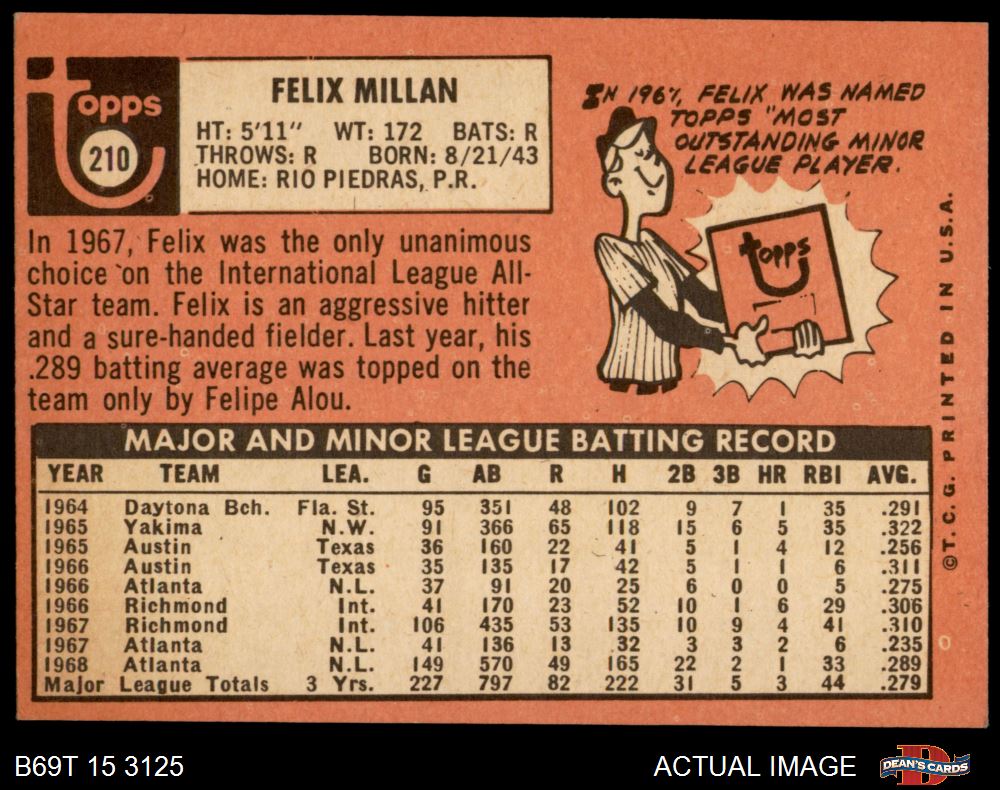 topps
210
FELIX MILLAN
HT: 5'11" WT: 172 BATS: R
THROWS: R BORN: 8/21/43
HOME: RIO PIEDRAS, P.R.
IN 1967, FELIX WAS NAMED
TOPPS "MOST
OUTSTANDING MINOR
LEAGUE PLAYER.
topps
In 1967, Felix was the only unanimous
choice on the International League All-
Star team. Felix is an aggressive hitter
and a sure-handed fielder. Last year, his
.289 batting average was topped on the
team only by Felipe Alou.
MAJOR AND MINOR LEAGUE BATTING RECORD
YEAR TEAM LEA. G AB R H 2B 3B HR RBI AVG.
1964 Daytona Bch. Fla. St. 95 351 48 102 9 7 1 35 .291
1965 Yakima N.W. 91 366 65 118 15 6 5 35 .322
1965 Austin Texas 36 160 22 41 5 1 4 12 .256
1966 Austin Texas 35 135 17 42 5 1 1 6 .311
1966 Atlanta N.L. 37 91 20 25 6 0 0 5 .275
1966 Richmond Int. 41 170 23 52 10 1 6 29 .306
1967 Richmond Int. 106 435 53 135 10 9 4 41 .310
1967 Atlanta N.L. 41 136 13 32 3 3 2 6 .235
1968 Atlanta N.L. 149 570 49 165 22 2 1 33 .289
Major League Totals 3 Yrs. 227 797 82 222 31 5 3 44 .279
©T.C.G. PRINTED IN U.S.A.
B69T 15 3125
ACTUAL IMAGE
D
DEAN'S CARDS